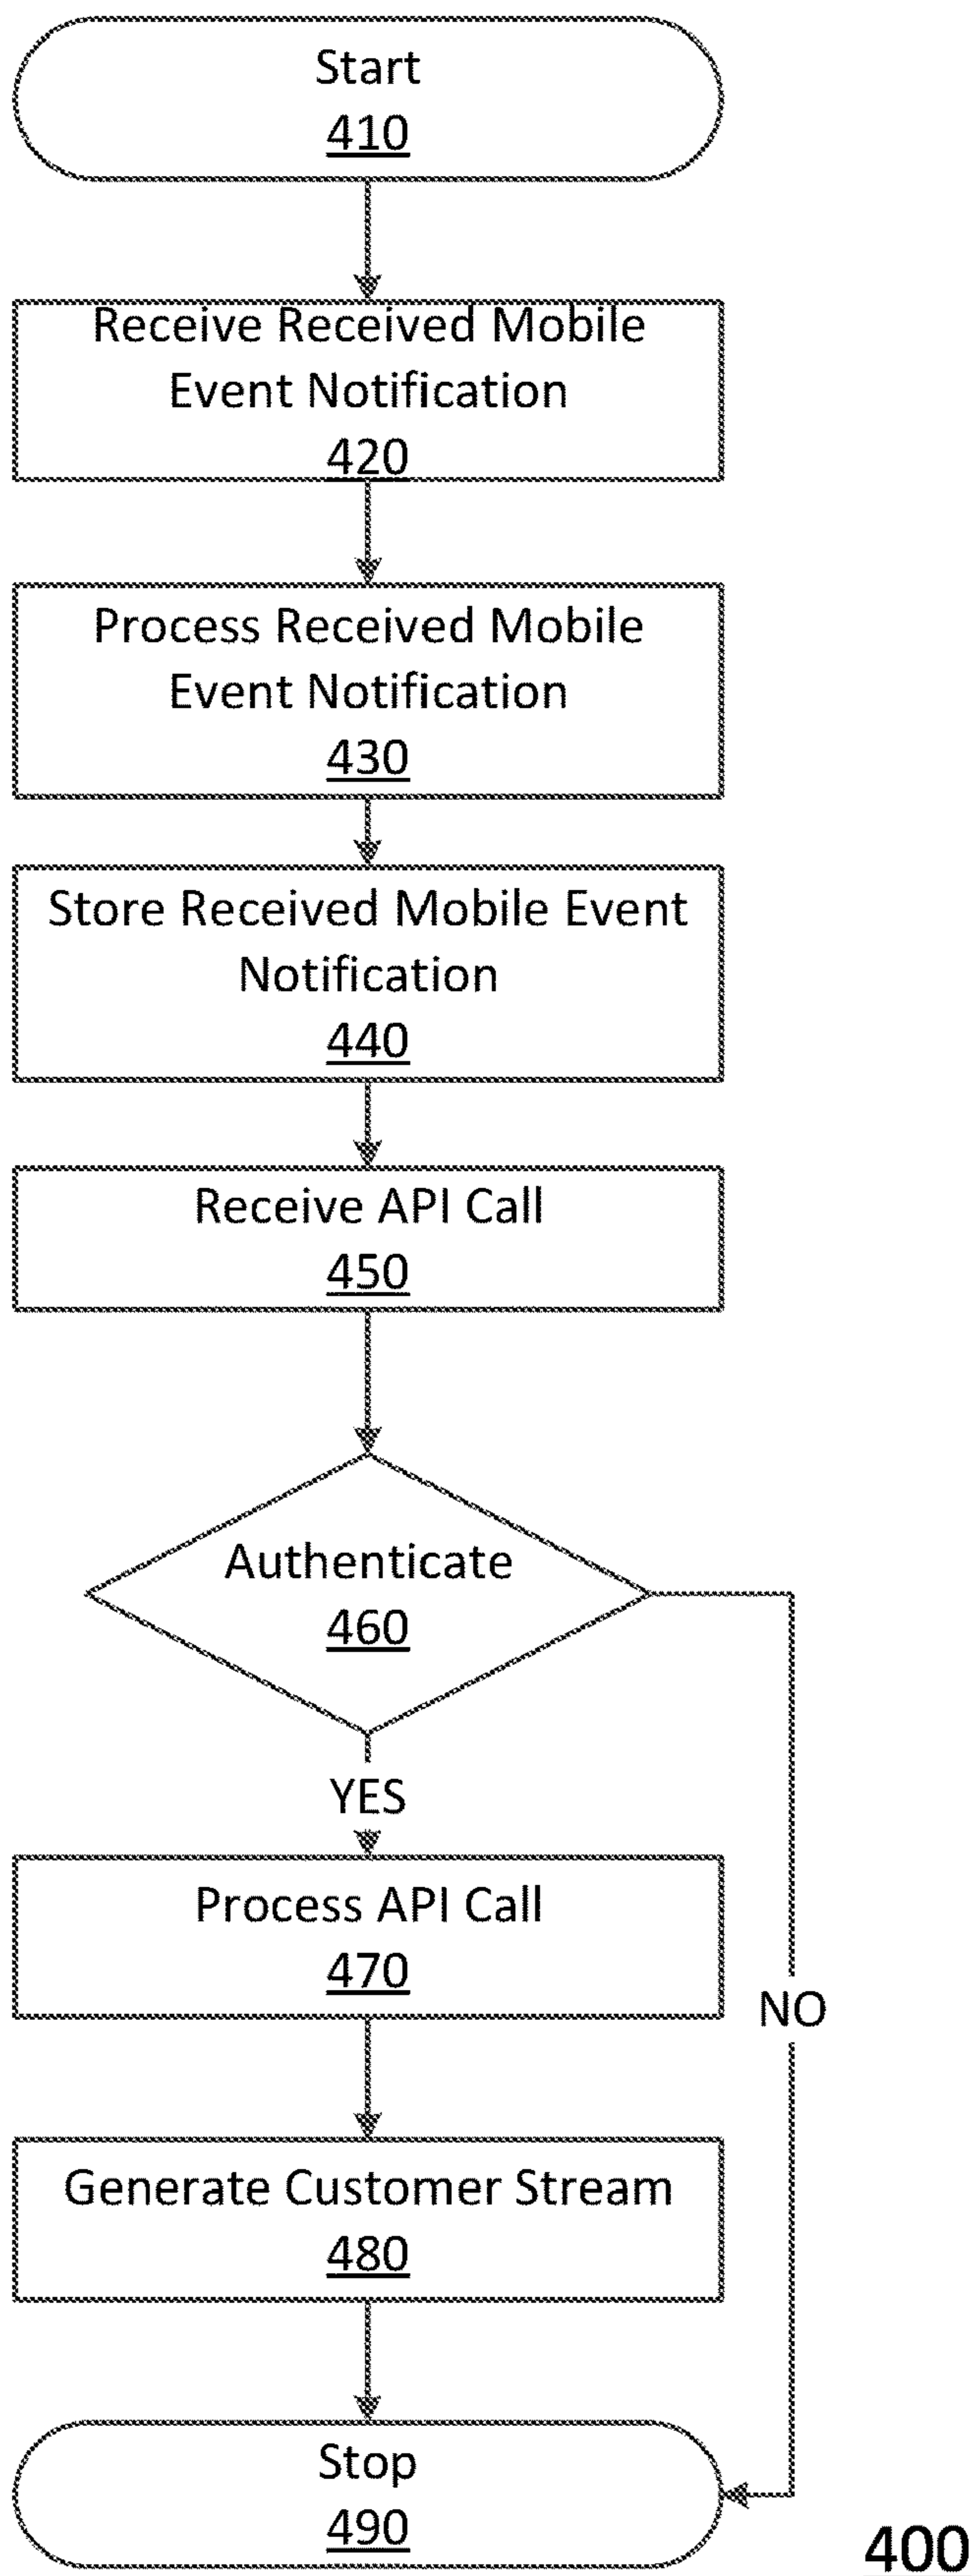 Start
410
Receive Received Mobile
Event Notification
420
Process Received Mobile
Event Notification
430
Store Received Mobile Event
Notification
440
Receive API Call
450
Authenticate
460
YES
Process API Call
470
NO
Generate Customer Stream
480
Stop
490
400